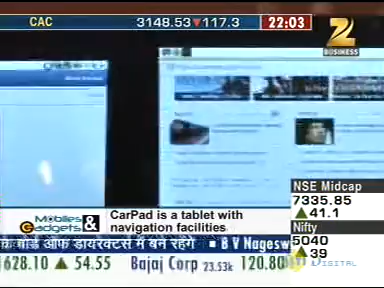 CAC 3148.53 ▼ 117.3 22:03
Z
BUSINESS
NSE Midcap
7335.85
▲ 41.1
Nifty
5040
▲ 39
DIGITAL
Mobiles & Gadgets
CarPad is a tablet with
navigation facilities
के बोर्ड ऑफ डायरेक्टर्स में बने रहेंगे ▪ B V Nagesw
1628.10 ▲ 54.55 Bajaj Corp 23.53K 120.80